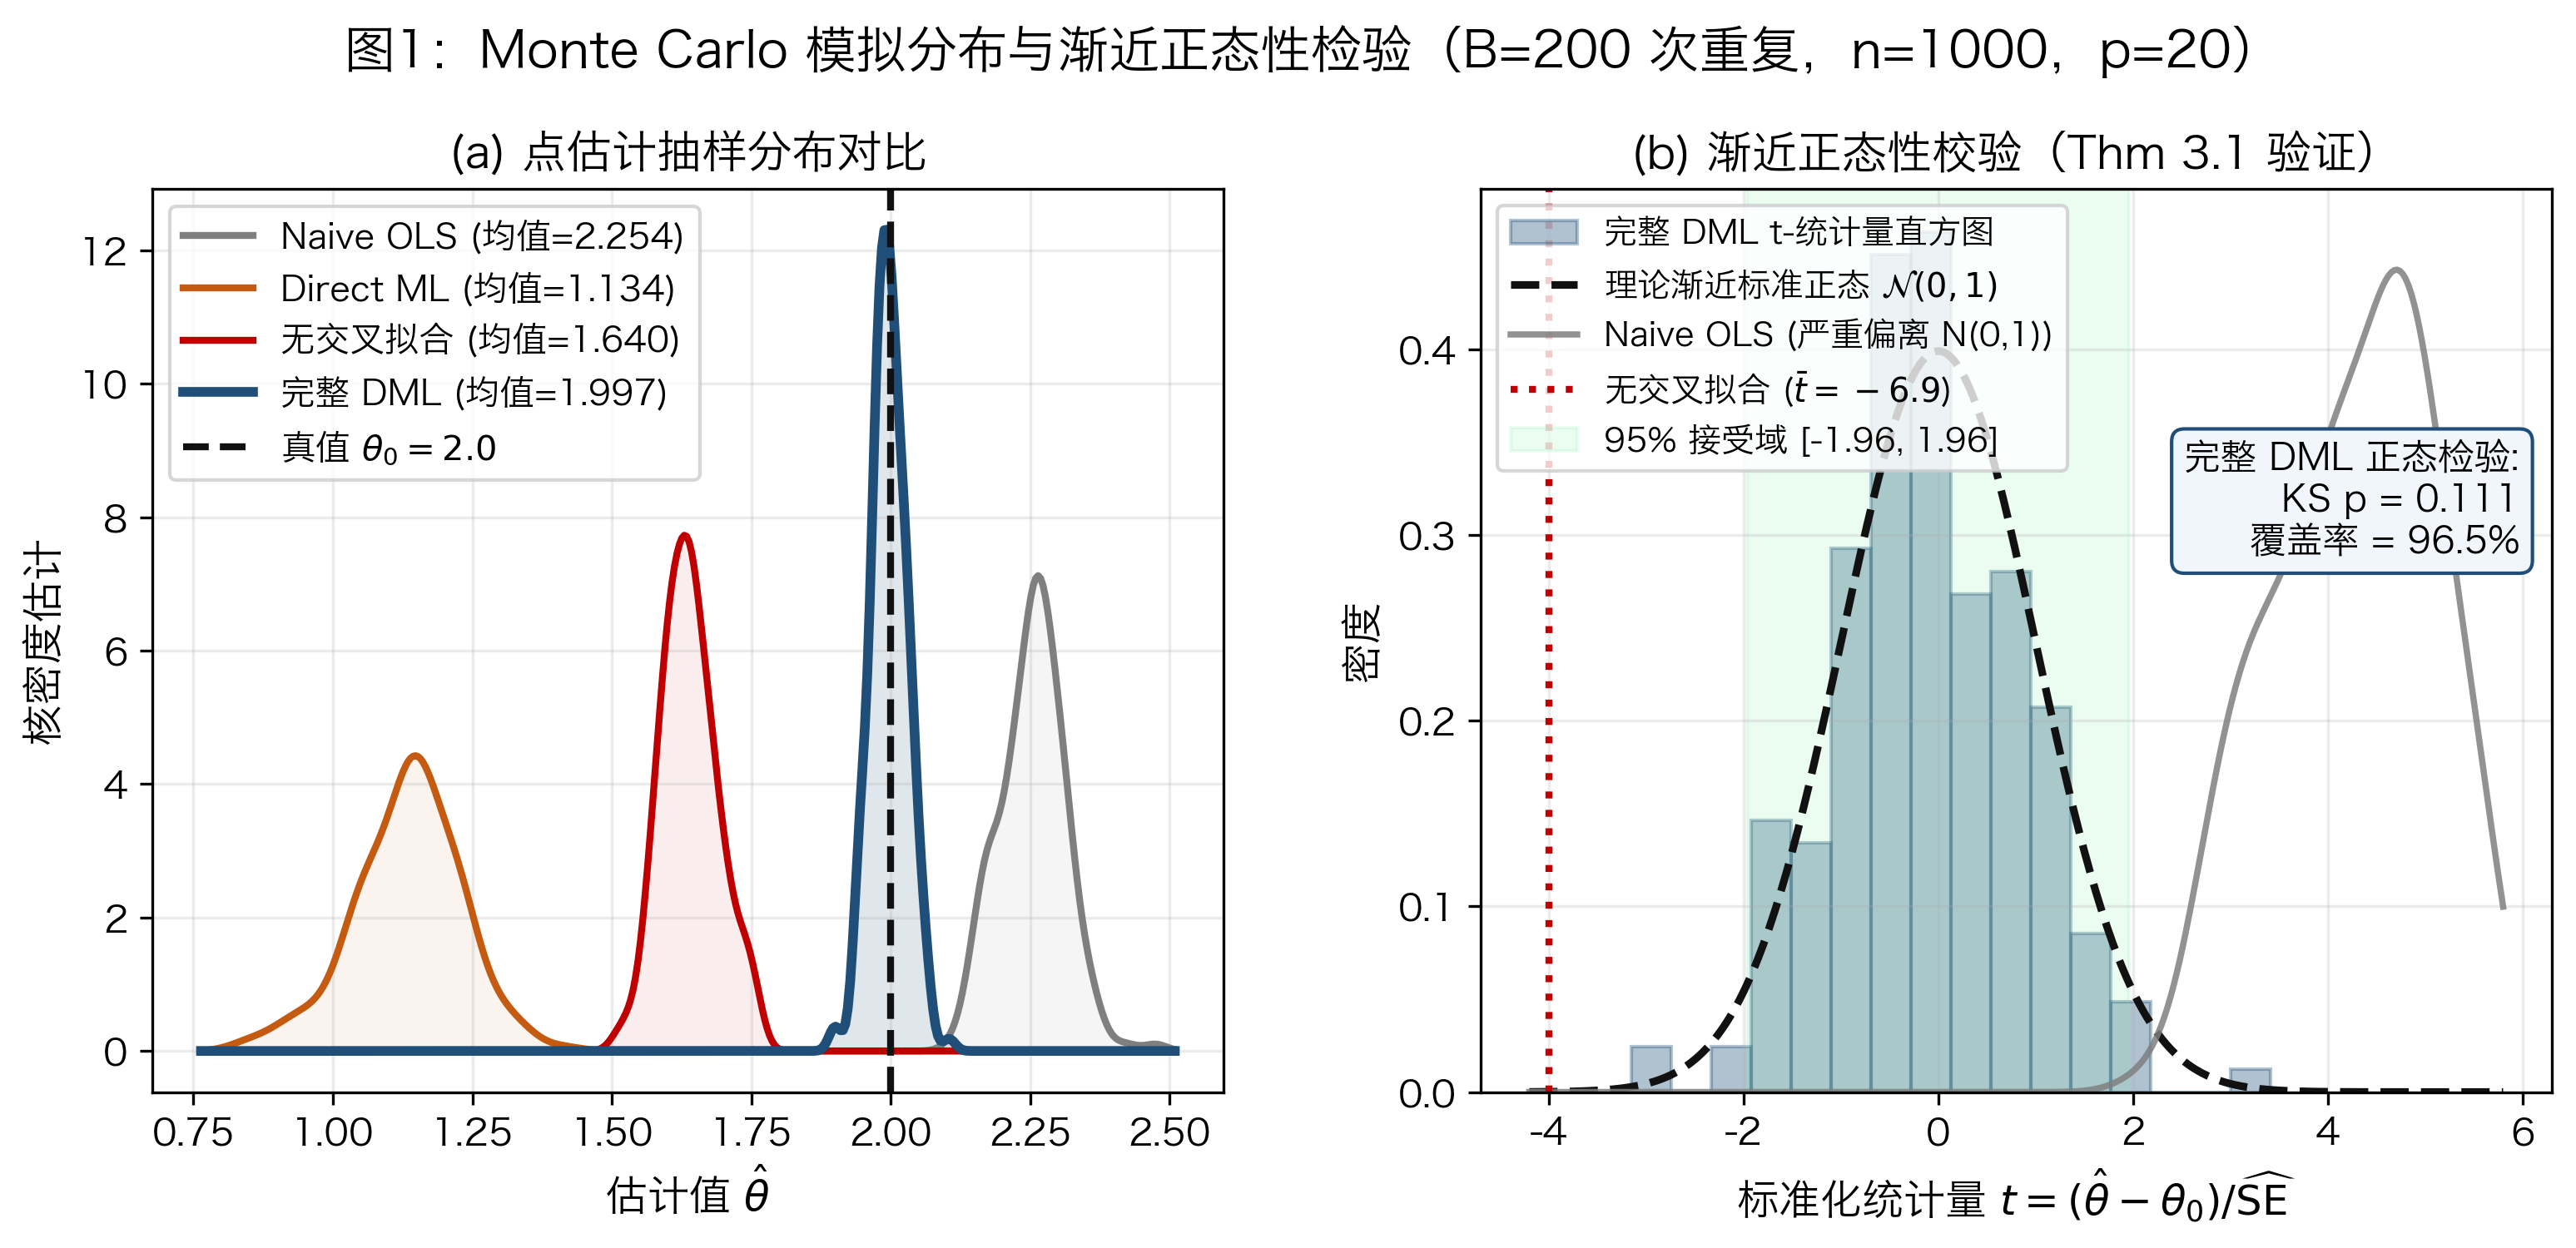 图1：Monte Carlo 模拟分布与渐近正态性检验（B=200 次重复，n=1000，p=20）
(a) 点估计抽样分布对比
Naive OLS (均值=2.254)
Direct ML (均值=1.134)
无交叉拟合 (均值=1.640)
完整 DML (均值=1.997)
真值 θ₀ = 2.0
核密度估计
12
10
8
6
4
2
0
0.75 1.00 1.25 1.50 1.75 2.00 2.25 2.50
估计值 θ̂
(b) 渐近正态性校验（Thm 3.1 验证）
完整 DML t-统计量直方图
理论渐近标准正态 𝒩(0, 1)
Naive OLS (严重偏离 N(0,1))
无交叉拟合 (t̄ = − 6.9)
95% 接受域 [-1.96, 1.96]
完整 DML 正态检验:
KS p = 0.111
覆盖率 = 96.5%
密度
0.4
0.3
0.2
0.1
0.0
-4 -2 0 2 4 6
标准化统计量 t = (θ̂ − θ₀)/S͡E